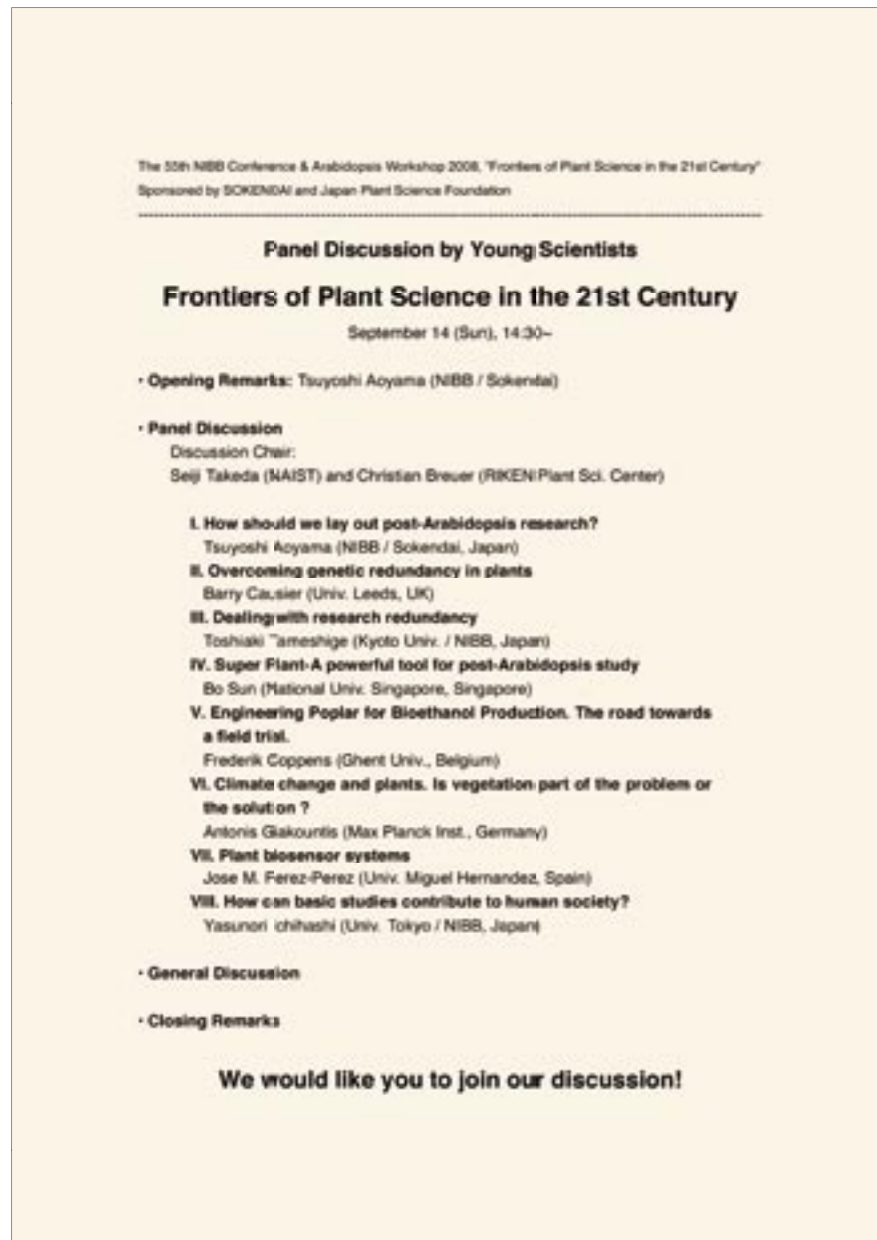 The 55th NIBB Conference & Arabidopsis Workshop 2008, "Frontiers of Plant Science in the 21st Century"
Sponsored by SOKENDAI and Japan Plant Science Foundation
Panel Discussion by Young Scientists
Frontiers of Plant Science in the 21st Century
September 14 (Sun), 14:30~
・Opening Remarks: Tsuyoshi Aoyama (NIBB / Sokendai)
・Panel Discussion
Discussion Chair:
Seiji Takeda (NAIST) and Christian Breuer (RIKEN Plant Sci. Center)
I. How should we lay out post-Arabidopsis research?
Tsuyoshi Aoyama (NIBB / Sokendai, Japan)
II. Overcoming genetic redundancy in plants
Barry Causier (Univ. Leeds, UK)
III. Dealing with research redundancy
Toshiaki Tameshige (Kyoto Univ. / NIBB, Japan)
IV. Super Plant-A powerful tool for post-Arabidopsis study
Bo Sun (National Univ. Singapore, Singapore)
V. Engineering Poplar for Bioethanol Production. The road towards
a field trial.
Frederik Coppens (Ghent Univ., Belgium)
VI. Climate change and plants. Is vegetation part of the problem or
the solution ?
Antonis Giakountis (Max Planck Inst., Germany)
VII. Plant biosensor systems
Jose M. Perez-Perez (Univ. Miguel Hernandez, Spain)
VIII. How can basic studies contribute to human society?
Yasunori Ichihashi (Univ. Tokyo / NIBB, Japan)
・General Discussion
・Closing Remarks
We would like you to join our discussion!